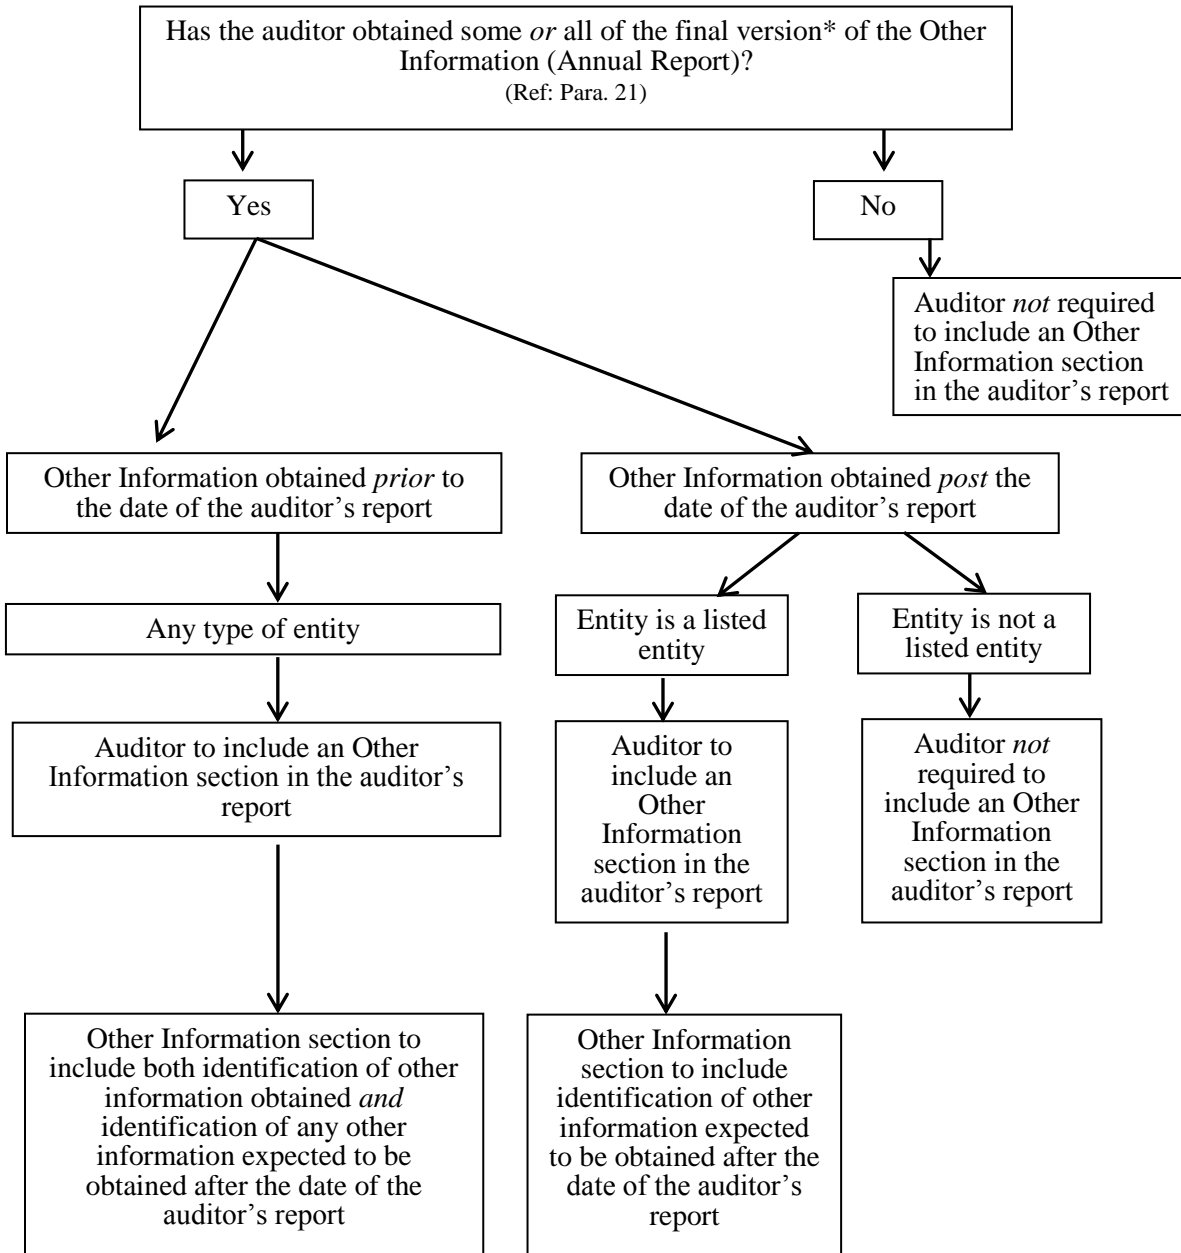 Has the auditor obtained some or all of the final version* of the Other
Information (Annual Report)?
(Ref: Para. 21)
Yes
No
Auditor not required
to include an Other
Information section
in the auditor’s report
Other Information obtained prior to
the date of the auditor’s report
Other Information obtained post the
date of the auditor’s report
Any type of entity
Entity is a listed
entity
Entity is not a
listed entity
Auditor to include an Other
Information section in the auditor’s
report
Auditor to
include an
Other
Information
section in the
auditor’s report
Auditor not
required to
include an Other
Information
section in the
auditor’s report
Other Information section to
include both identification of other
information obtained and
identification of any other
information expected to be
obtained after the date of the
auditor’s report
Other Information
section to include
identification of other
information expected
to be obtained after the
date of the auditor’s
report